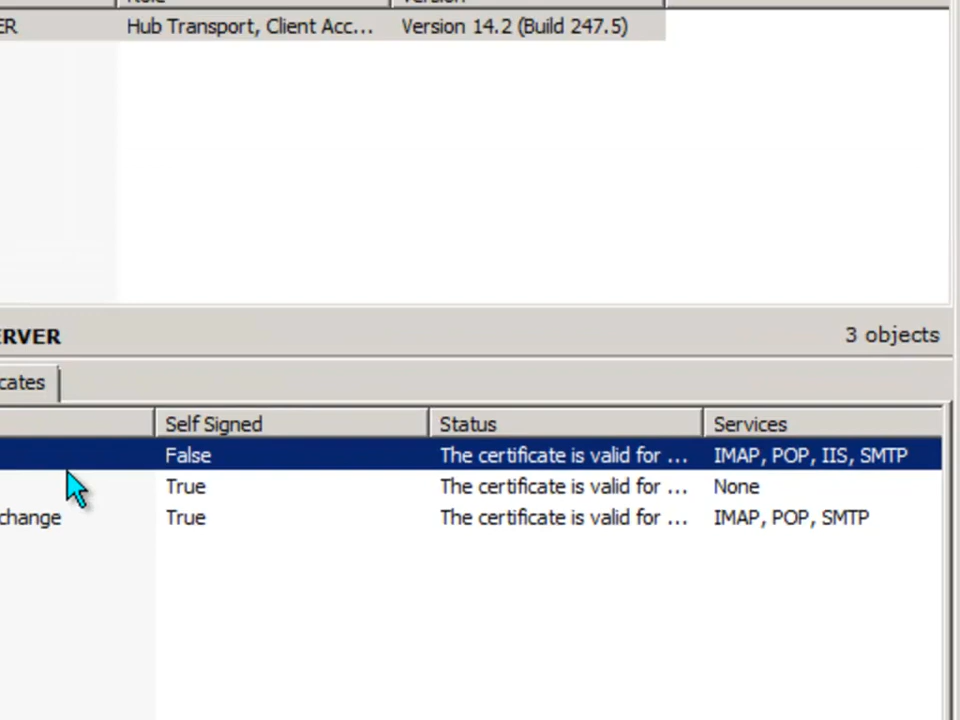 Role Version
ER Hub Transport, Client Acc... Version 14.2 (Build 247.5)
ERVER 3 objects
cates
Self Signed Status Services
False The certificate is valid for ... IMAP, POP, IIS, SMTP
True The certificate is valid for ... None
change True The certificate is valid for ... IMAP, POP, SMTP